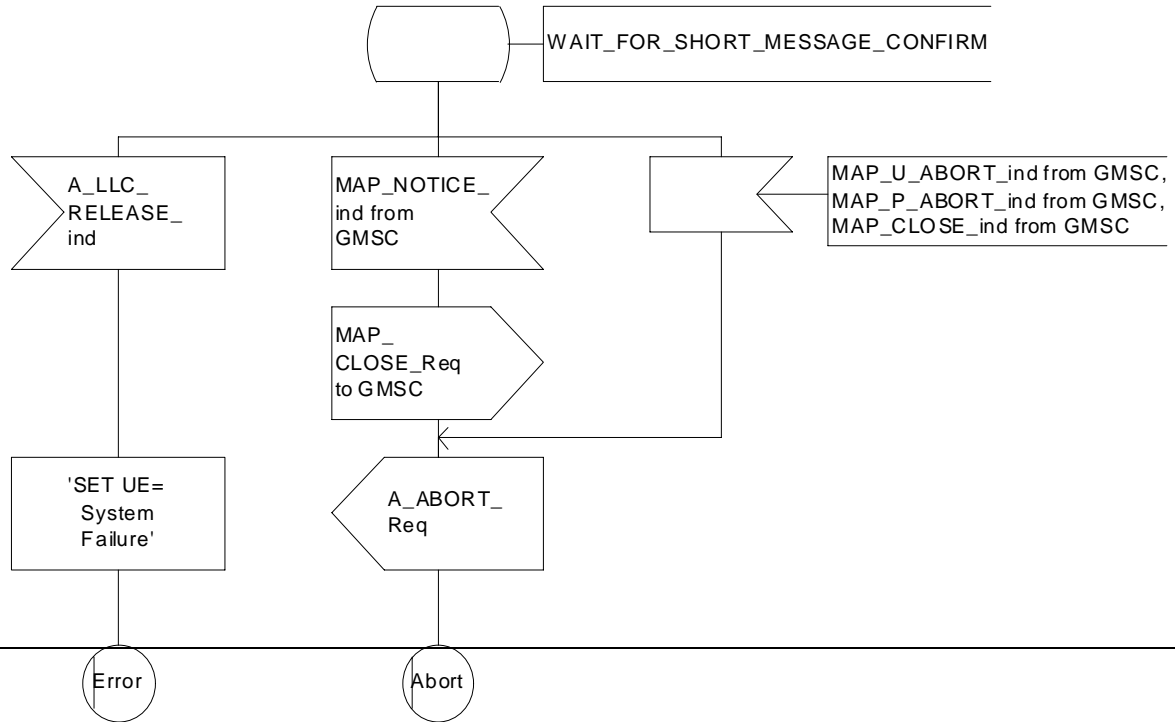 WAIT_FOR_SHORT_MESSAGE_CONFIRM
A_LLC_
RELEASE_
ind
MAP_NOTICE_
ind from
GMSC
MAP_U_ABORT_ind from GMSC,
MAP_P_ABORT_ind from GMSC,
MAP_CLOSE_ind from GMSC
MAP_
CLOSE_Req
to GMSC
'SET UE=
System
Failure'
A_ABORT_
Req
Error
Abort